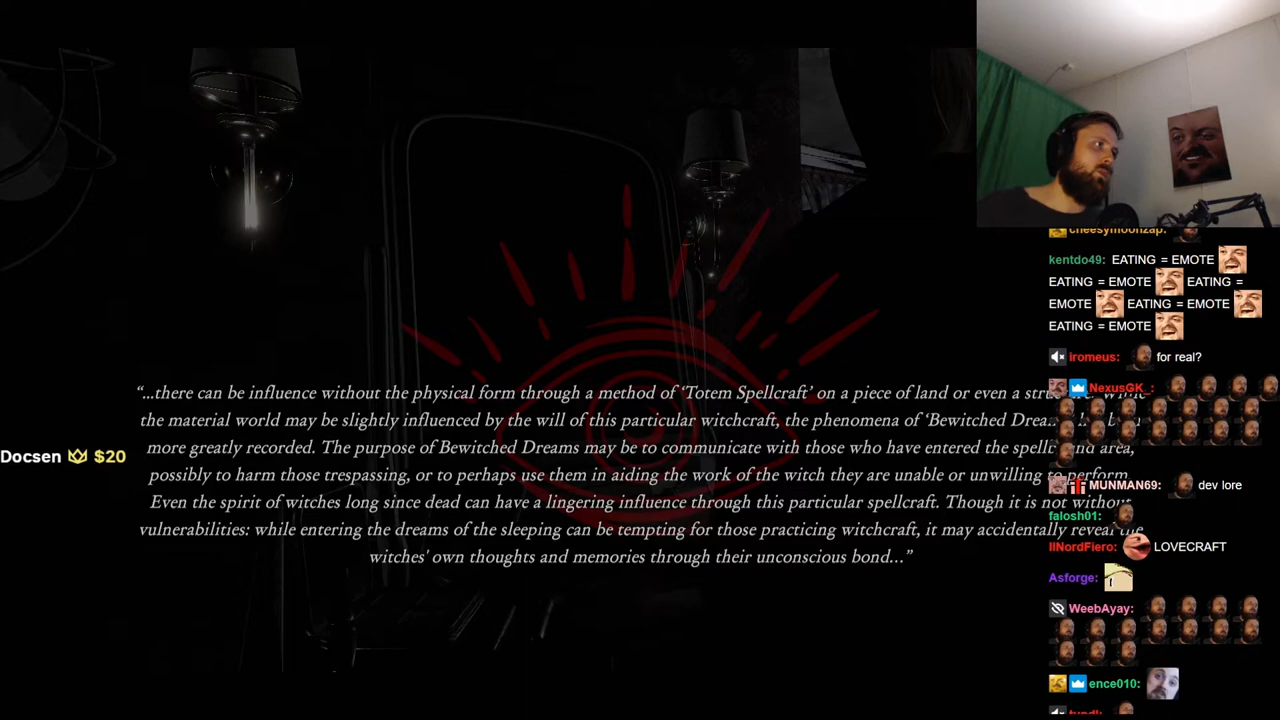 “...there can be influence without the physical form through a method of ‘Totem Spellcraft’ on a piece of land or even a
the material world may be slightly influenced by the will of this particular witchcraft, the phenomena of ‘Bewitched
more greatly recorded. The purpose of Bewitched Dreams may be to communicate with those who have entered the area,
possibly to harm those trespassing, or to perhaps use them in aiding the work of the witch they are unable or unwilling to perform.
Even the spirit of witches long since dead can have a lingering influence through this particular spellcraft. Though it is not without
vulnerabilities: while entering the dreams of the sleeping can be tempting for those practicing witchcraft, it may accidentally reveal the
witches' own thoughts and memories through their unconscious bond...”
Docsen $20
cheesymoonzap:
kentdo49: EATING = EMOTE
EATING = EMOTE EATING =
EMOTE EATING = EMOTE
EATING = EMOTE
iromeus: for real?
NexusGK_:
MUNMAN69: dev lore
falosh01:
IINordFiero: LOVECRAFT
Asforge:
WeebAyay:
ence010: